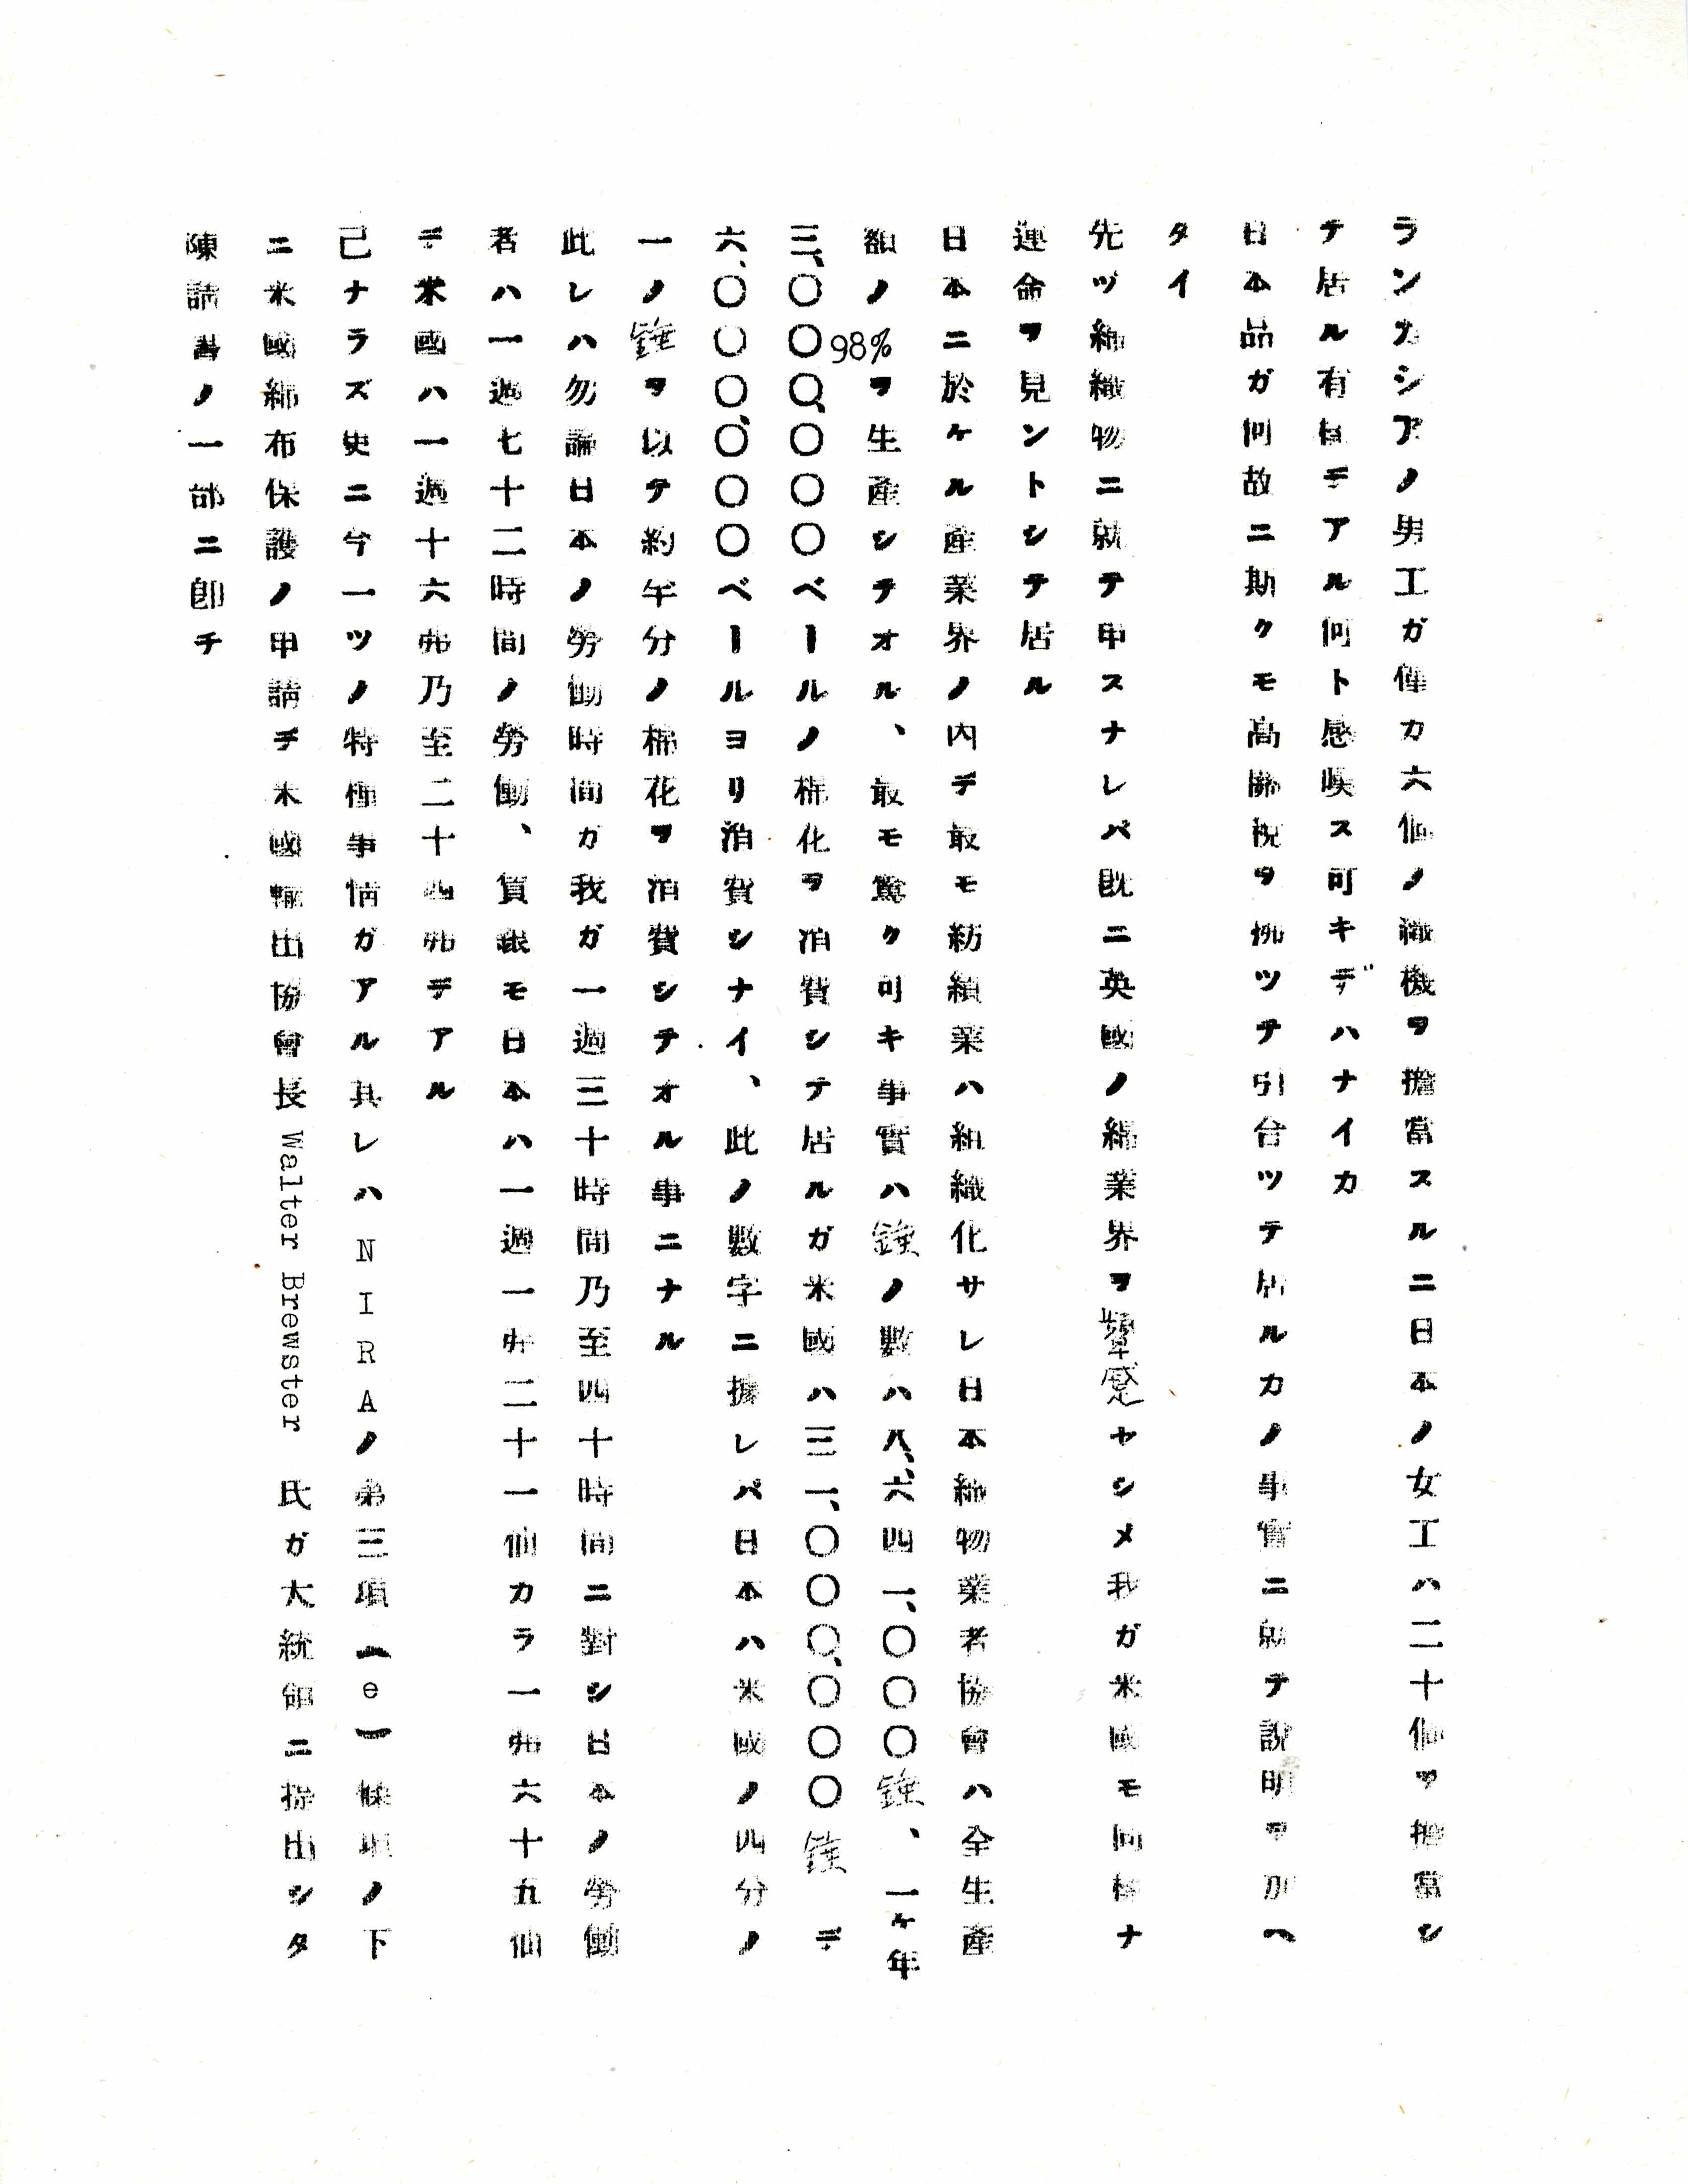 ランカシアノ男工ガ僅カ六個ノ織機ヲ擔當スルニ日本ノ女工ハ二十個ヲ擔當シ
テ居ル有樣デアル何ト感嘆ス可キデハナイカ
日本品ガ何故ニ斯クモ高關税ヲ拂ツテ引合ツテ居ルカノ事實ニ就テ説明ヲ加ヘ
タイ
先ヅ綿織物ニ就テ申スナレバ既ニ英國ノ綿業界ヲ顰蹙ヤシメ我ガ米國モ同樣ナ
運命ヲ見ントシテ居ル
日本ニ於ケル産業界ノ内デ最モ紡績業ハ組織化サレ日本綿物業者協會ハ全生産
額ノ98%ヲ生産シテオル、最モ驚ク可キ事實ハ錘ノ數ハ八、六四一、〇〇〇錘、一ヶ年
三、〇〇〇、〇〇〇ベールノ棉化ヲ消費シテ居ルガ米國ハ三一、〇〇〇、〇〇〇錘デ
六、〇〇〇、〇〇〇ベールヨリ消費シナイ、此ノ數字ニ據レバ日本ハ米國ノ四分ノ
一ノ錘ヲ以テ約半分ノ棉花ヲ消費シテオル事ニナル
此レハ勿論日本ノ勞働時間ガ我ガ一週三十時間乃至四十時間ニ對シ日本ノ勞働
者ハ一週七十二時間ノ勞働、賃銀モ日本ハ一週一弗二十一仙カラ一弗六十五仙
デ米國ハ一週十六弗乃至二十四弗デアル
己ナラズ更ニ今一ツノ特種事情ガアル其レハNIRAノ弟三項(e)條項ノ下
ニ米國綿布保護ノ申請デ米國輸出協會長Walter Brewster 氏ガ大統領ニ提出シタ
陳請書ノ一部ニ卽チ